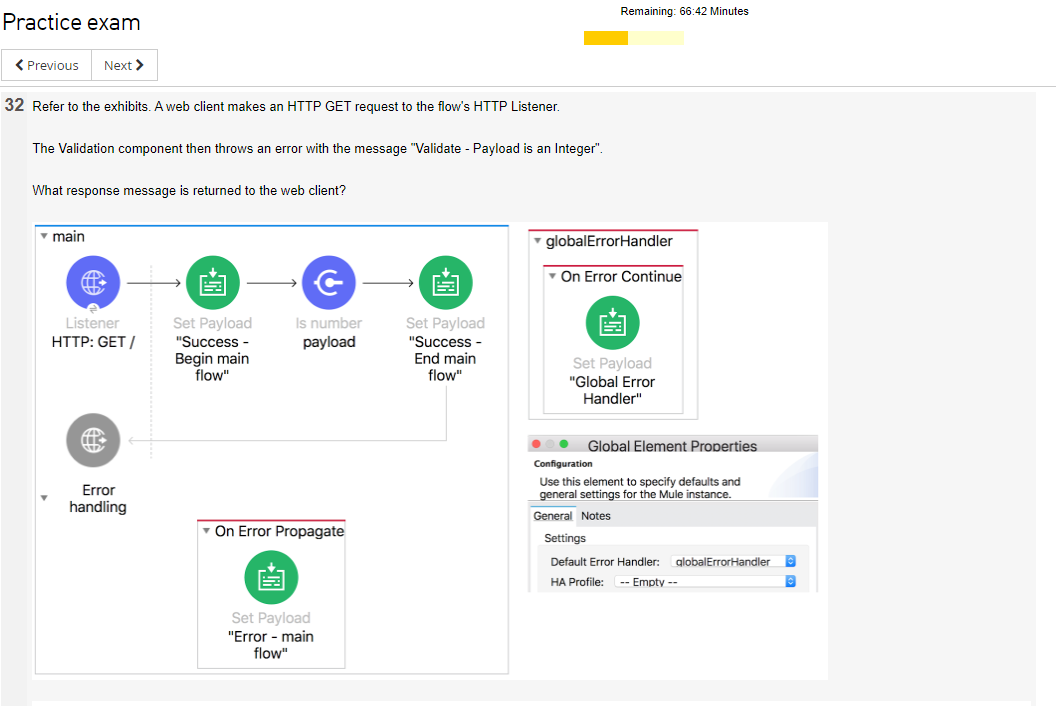 Practice exam
Remaining: 66:42 Minutes
Previous
Next
32 Refer to the exhibits. A web client makes an HTTP GET request to the flow's HTTP Listener.
The Validation component then throws an error with the message "Validate - Payload is an Integer".
What response message is returned to the web client?
main
Listener
HTTP: GET /
Set Payload
"Success -
Begin main
flow"
Is number
payload
Set Payload
"Success -
End main
flow"
Error
handling
On Error Propagate
Set Payload
"Error - main
flow"
globalErrorHandler
On Error Continue
Set Payload
"Global Error
Handler"
Global Element Properties
Configuration
Use this element to specify defaults and
general settings for the Mule instance.
General Notes
Settings
Default Error Handler: globalErrorHandler
HA Profile: -- Empty --